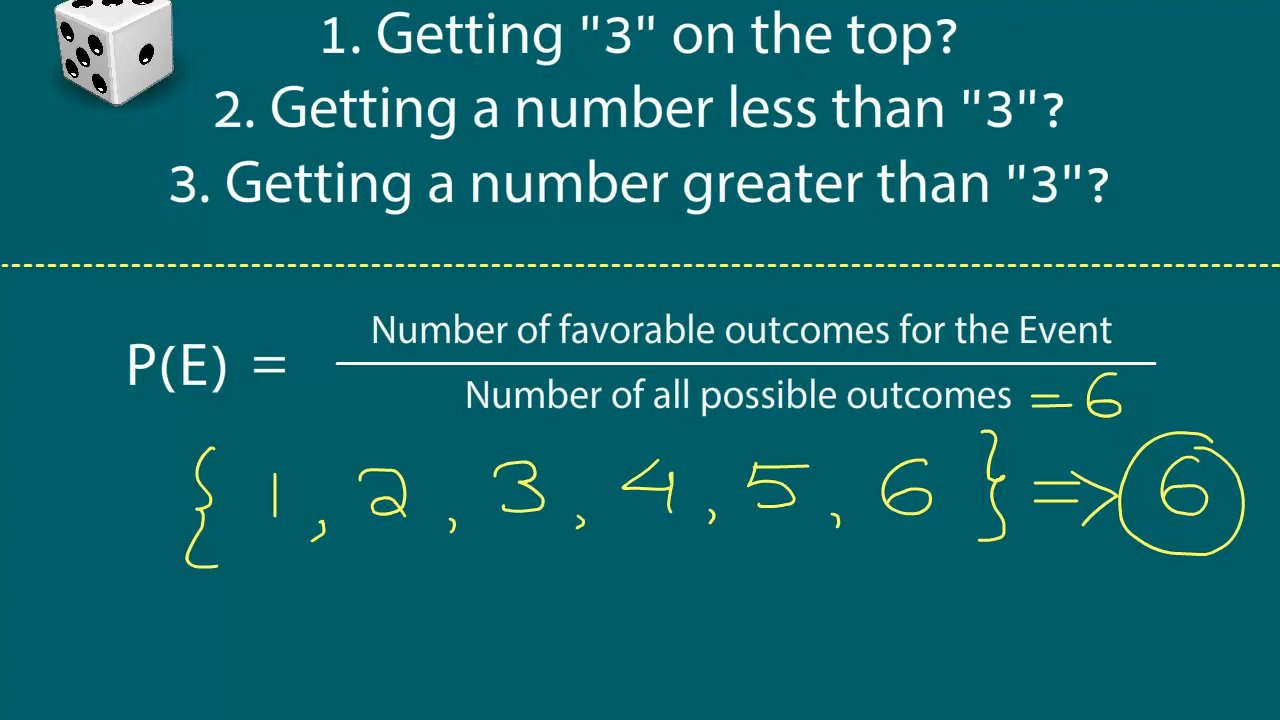 1. Getting "3" on the top?
2. Getting a number less than "3"?
3. Getting a number greater than "3"?
Number of favorable outcomes for the Event
P(E) =
Number of all possible outcomes = 6
{ 1 , 2 , 3 , 4 , 5 , 6 } => 6